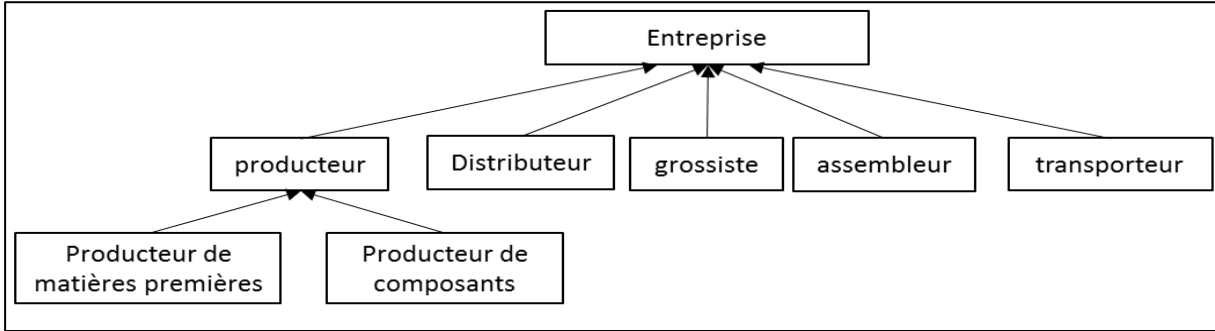 Entreprise
producteur
Distributeur
grossiste
assembleur
transporteur
Producteur de
matières premières
Producteur de
composants